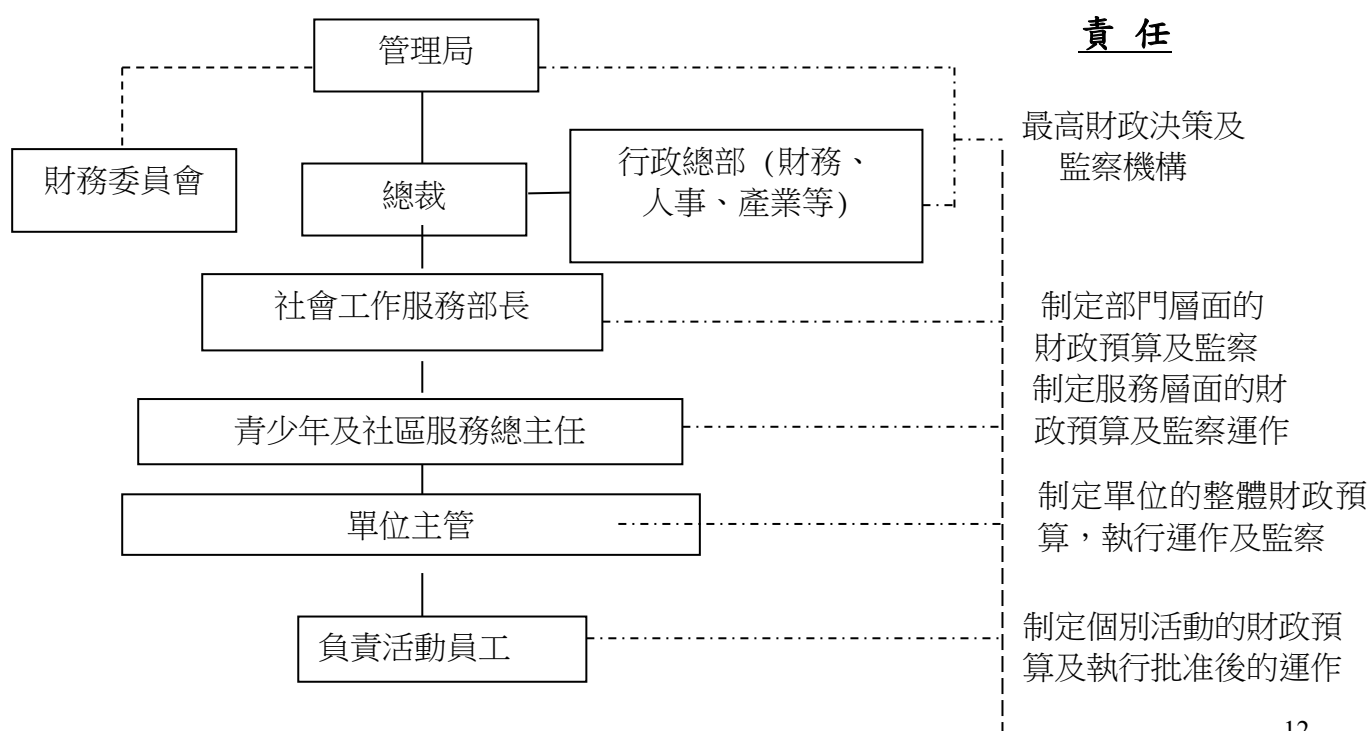 責 任
管理局
最高財政決策及
監察機構
財務委員會
總裁
行政總部 (財務、
人事、產業等)
社會工作服務部長
制定部門層面的
財政預算及監察
青少年及社區服務總主任
制定服務層面的財
政預算及監察運作
單位主管
制定單位的整體財政預
算，執行運作及監察
負責活動員工
制定個別活動的財政預
算及執行批准後的運作
12